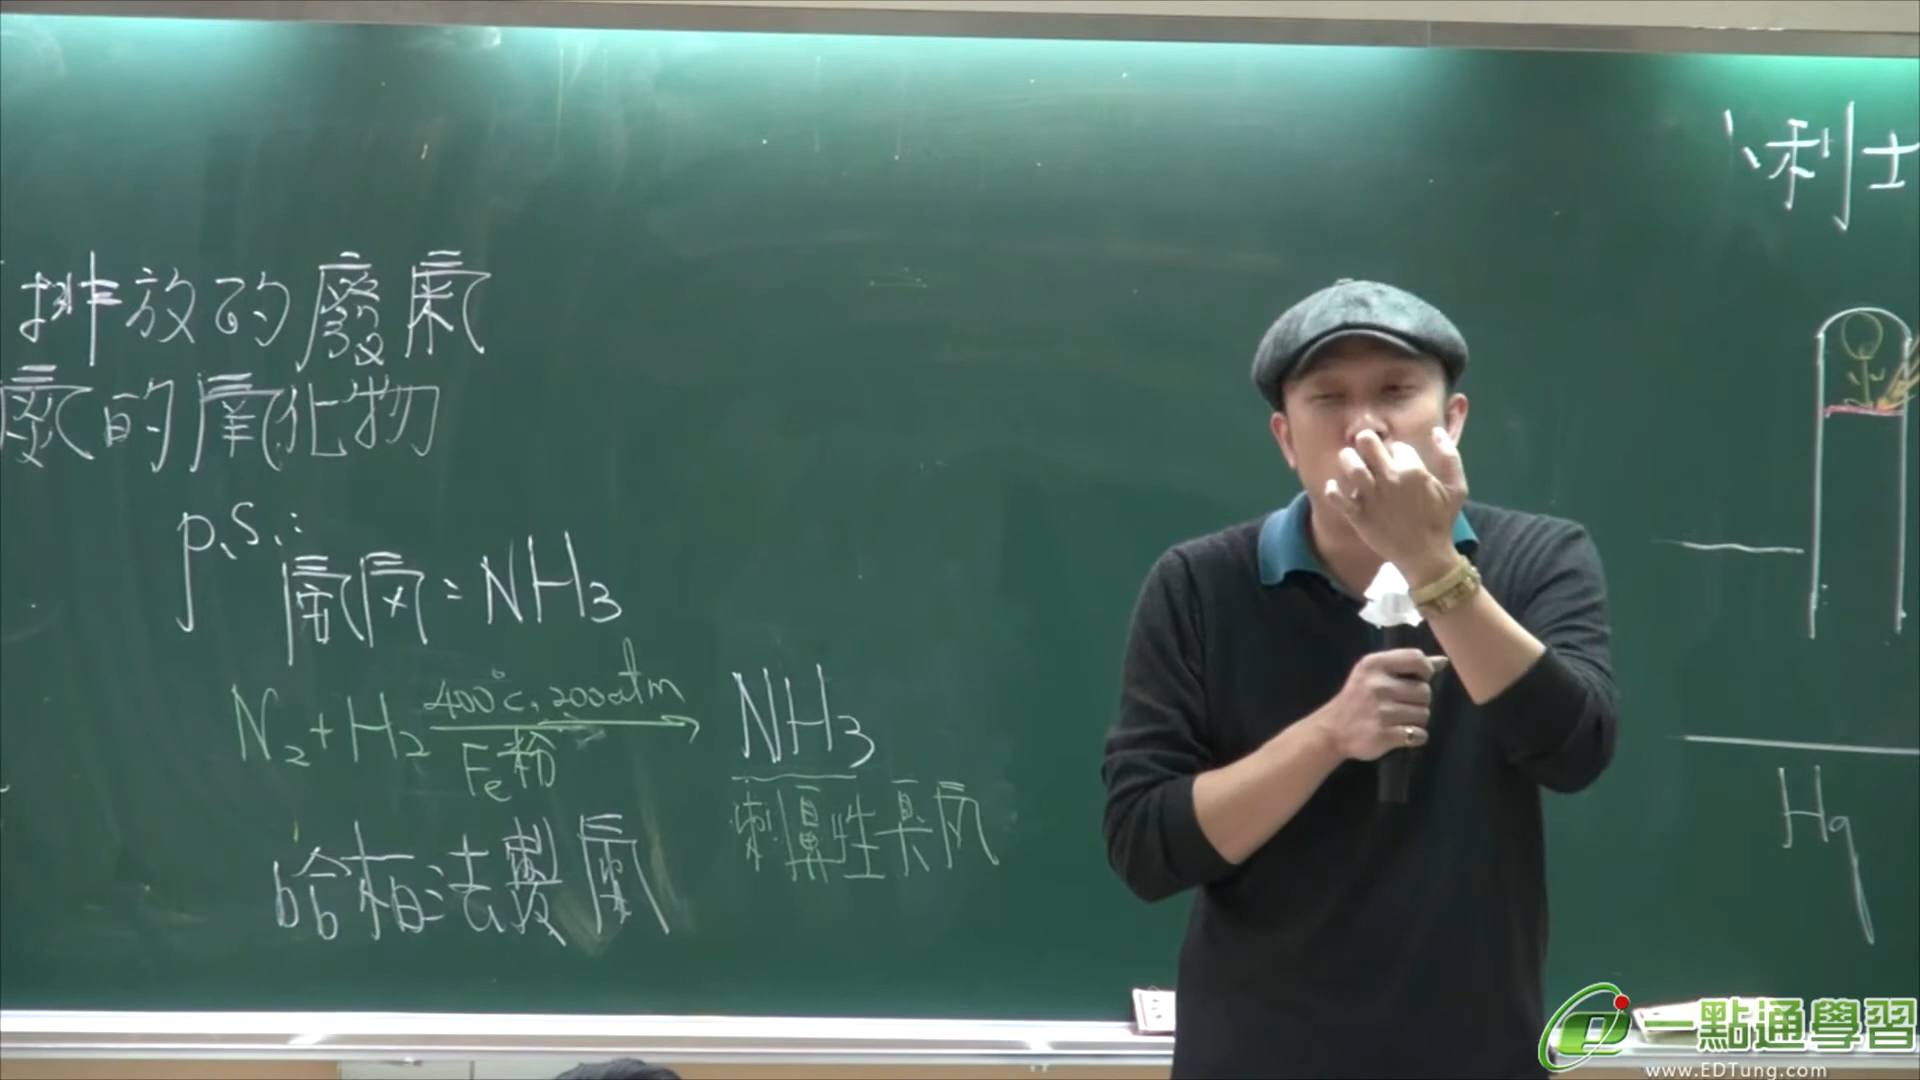 排放的廢氣
氮的氧化物
p.s.:
氨氣=NH₃
N₂+H₂ 400°C, 200atm Fe粉 → NH₃
刺鼻性臭氣
哈柏法製氨
普利士
Hg
一點通學習
www.EDTung.com